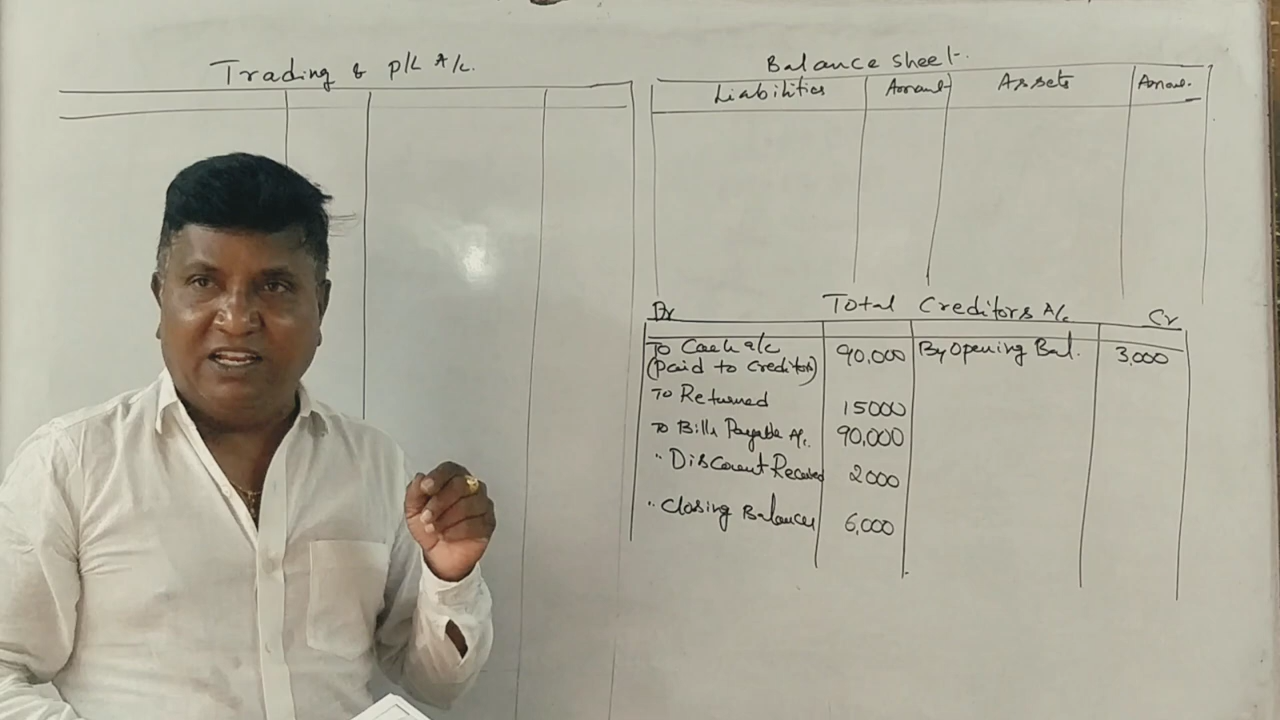 Trading & P/L A/c.
Balance sheet.
Liabilities Amount Assets Amou.
Dr Total Creditors A/c Cr
To Cash a/c 90,000 By Opening Bal. 3,000
(Paid to Creditors)
To Returned 15000
To Bills Payable A/c. 90,000
" Discount Received 2000
" Closing Balances 6,000